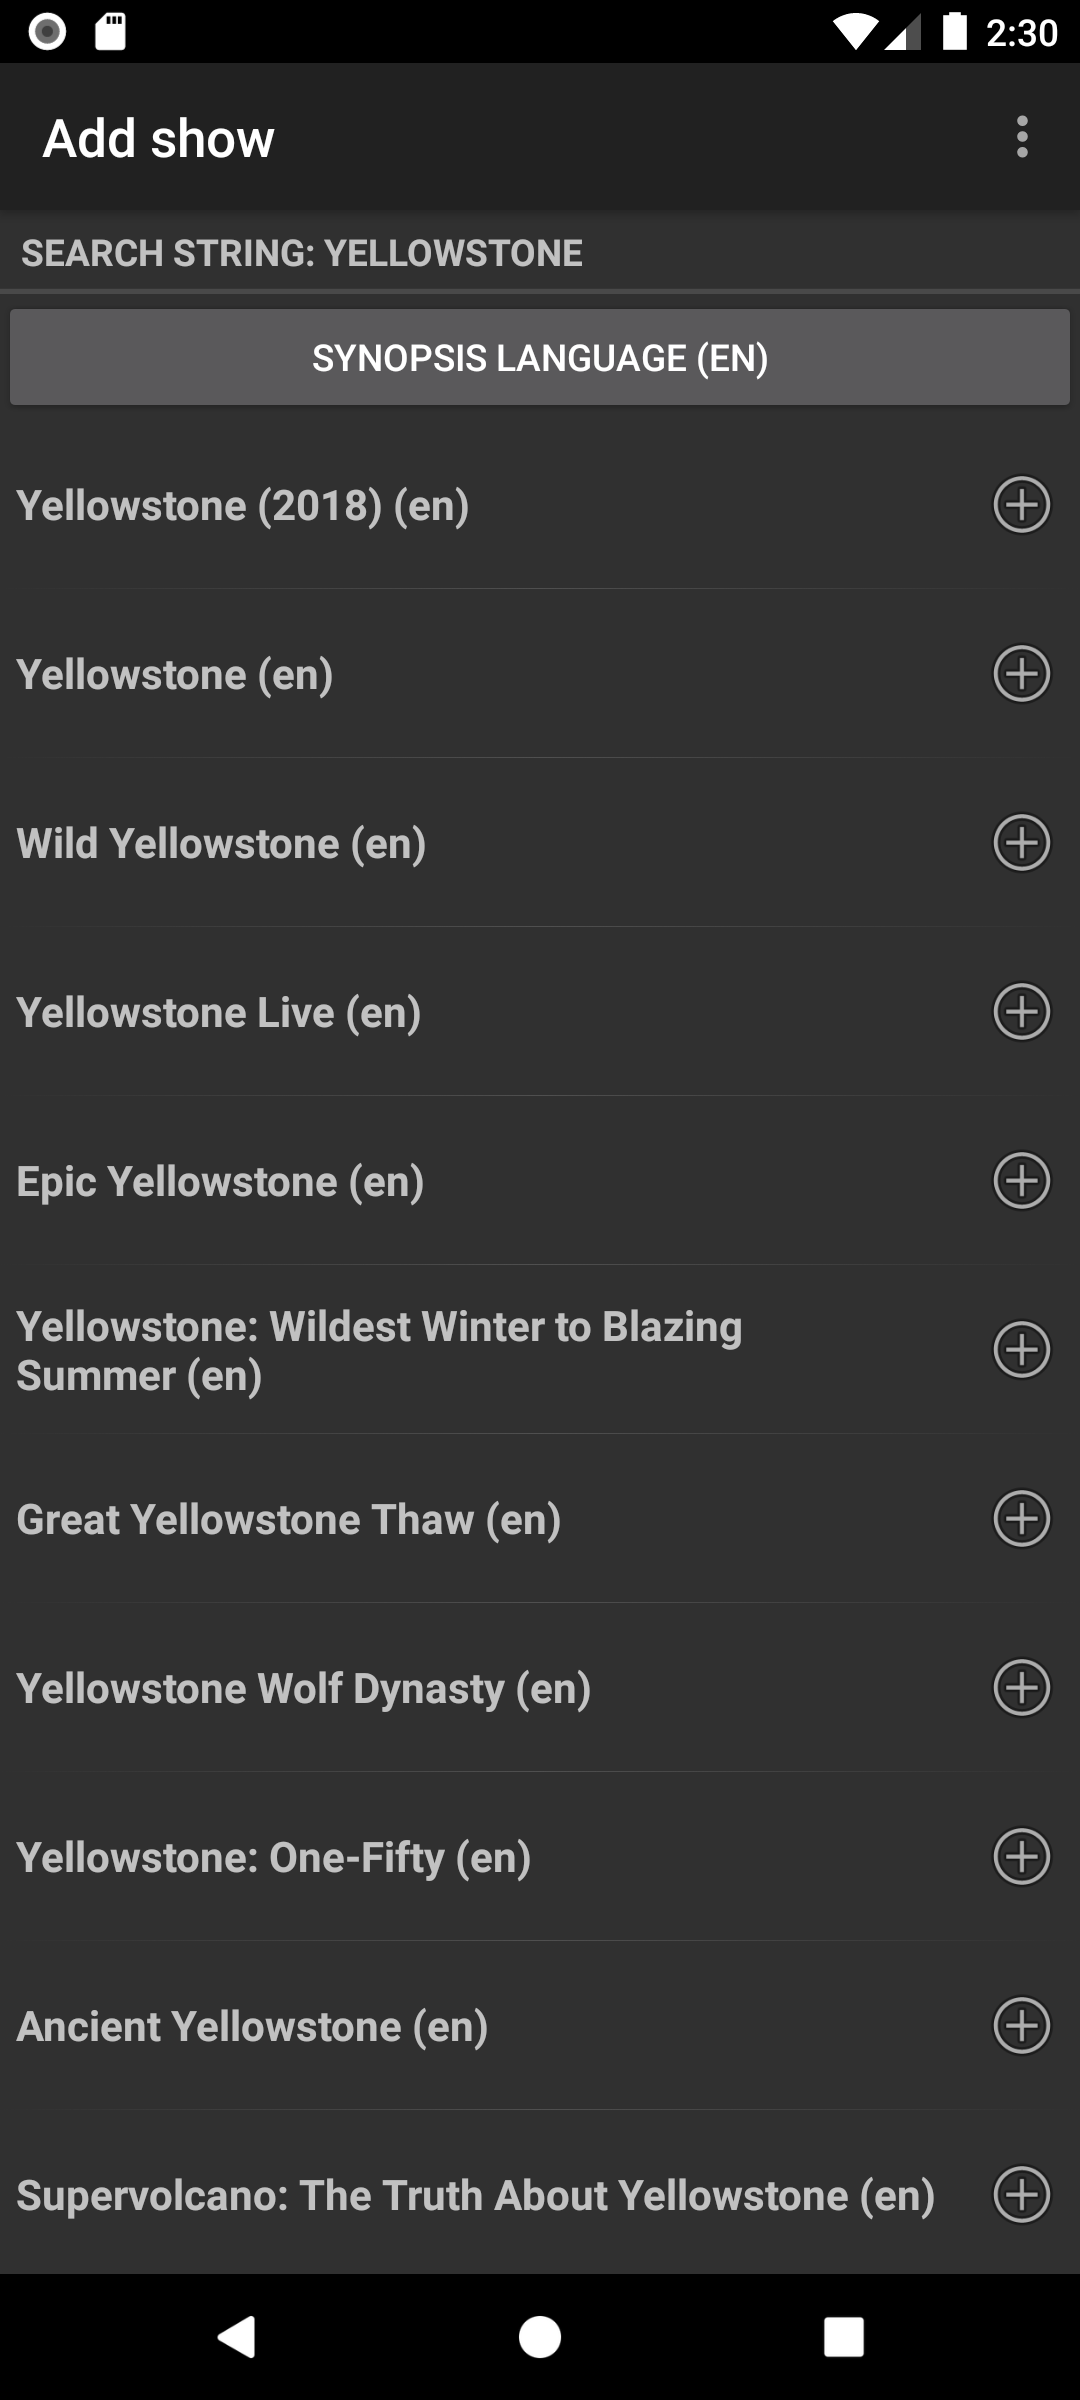 2:30
Add show
SEARCH STRING: YELLOWSTONE
SYNOPSIS LANGUAGE (EN)
Yellowstone (2018) (en)
Yellowstone (en)
Wild Yellowstone (en)
Yellowstone Live (en)
Epic Yellowstone (en)
Yellowstone: Wildest Winter to Blazing
Summer (en)
Great Yellowstone Thaw (en)
Yellowstone Wolf Dynasty (en)
Yellowstone: One-Fifty (en)
Ancient Yellowstone (en)
Supervolcano: The Truth About Yellowstone (en)